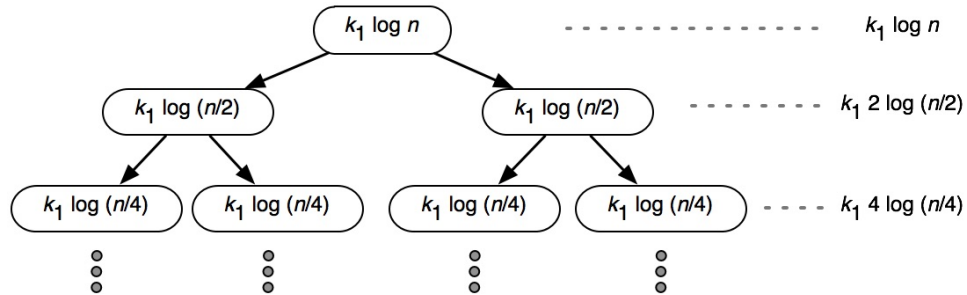 k₁ log n k₁ log n
k₁ log (n/2) k₁ log (n/2) k₁ 2 log (n/2)
k₁ log (n/4) k₁ log (n/4) k₁ log (n/4) k₁ log (n/4) k₁ 4 log (n/4)